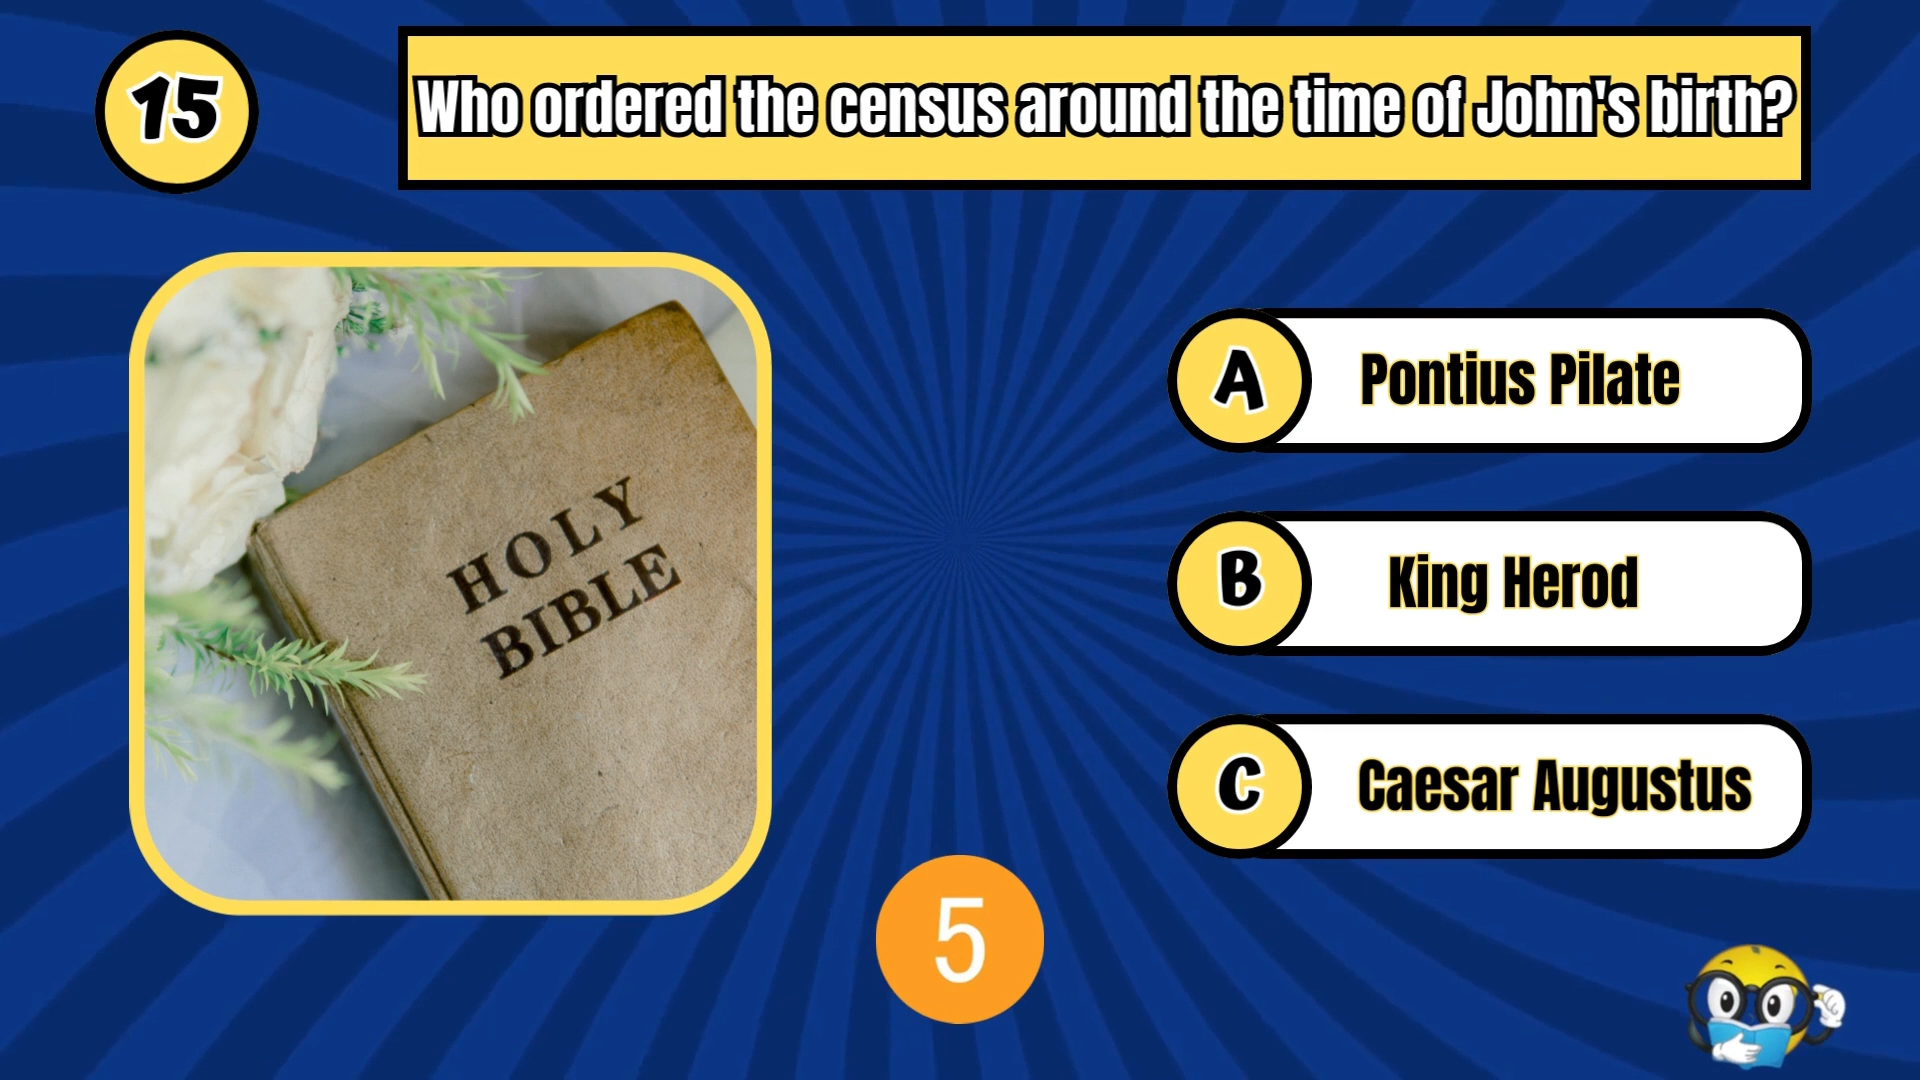 15
Who ordered the census around the time of John's birth?
HOLY
BIBLE
A
Pontius Pilate
B
King Herod
C
Caesar Augustus
5